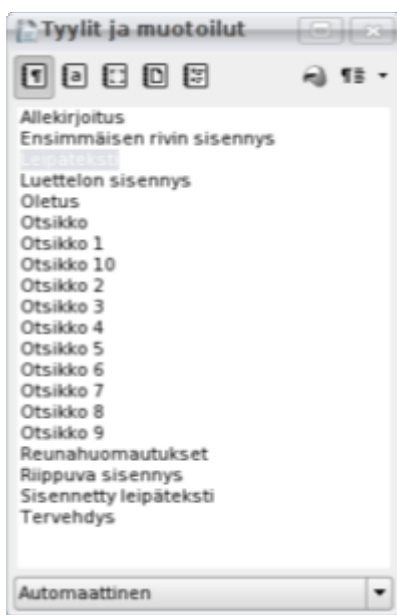 Tyylit ja muotoilut
Allekirjoitus
Ensimmäisen rivin sisennys
Leipäteksti
Luettelon sisennys
Oletus
Otsikko
Otsikko 1
Otsikko 10
Otsikko 2
Otsikko 3
Otsikko 4
Otsikko 5
Otsikko 6
Otsikko 7
Otsikko 8
Otsikko 9
Reunahuomautukset
Riippuva sisennys
Sisennetty leipäteksti
Tervehdys
Automaattinen